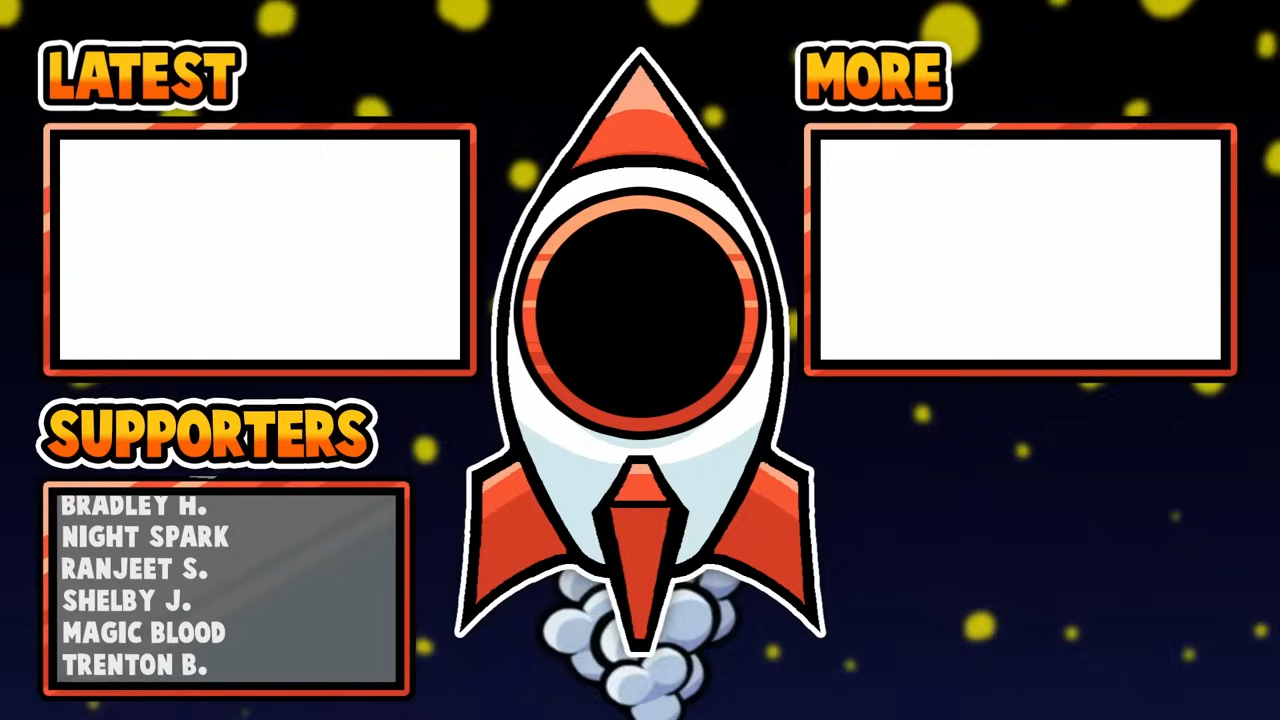 LATEST
MORE
SUPPORTERS
BRADLEY H.
NIGHT SPARK
RANJEET S.
SHELBY J.
MAGIC BLOOD
TRENTON B.